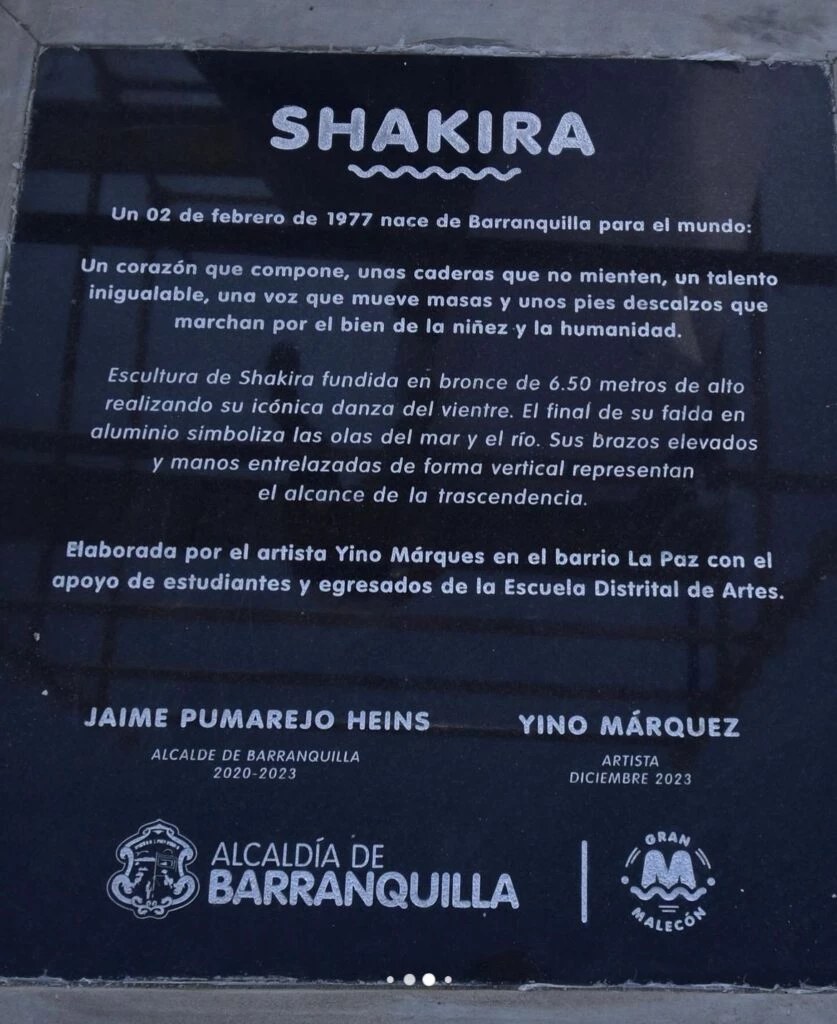 SHAKIRA
Un 02 de febrero de 1977 nace de Barranquilla para el mundo:
Un corazón que compone, unas caderas que no mienten, un talento
inigualable, una voz que mueve masas y unos pies descalzos que
marchan por el bien de la niñez y la humanidad.
Escultura de Shakira fundida en bronce de 6.50 metros de alto
realizando su icónica danza del vientre. El final de su falda en
aluminio simboliza las olas del mar y el río. Sus brazos elevados
y manos entrelazadas de forma vertical representan
el alcance de la trascendencia.
Elaborada por el artista Yino Márques en el barrio La Paz con el
apoyo de estudiantes y egresados de la Escuela Distrital de Artes.
JAIME PUMAREJO HEINS
ALCALDE DE BARRANQUILLA
2020-2023
YINO MÁRQUEZ
ARTISTA
DICIEMBRE 2023
ALCALDÍA DE
BARRANQUILLA
GRAN
M
MALECÓN